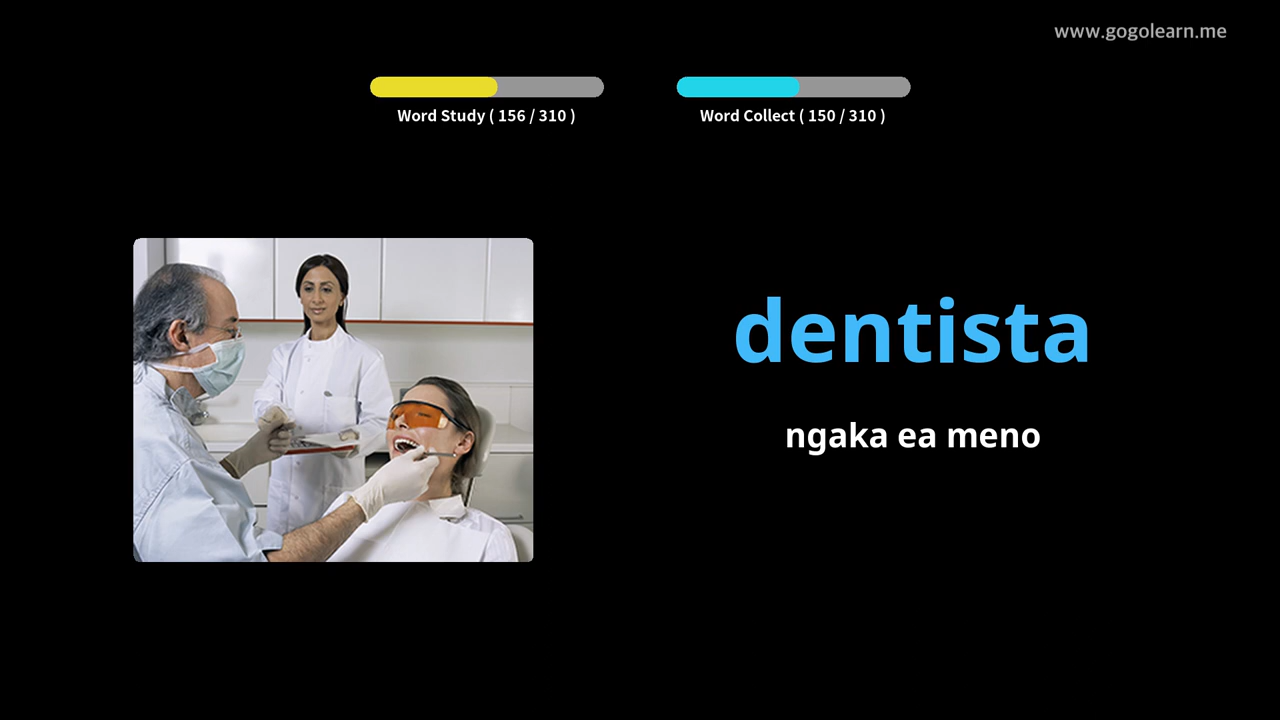 www.gogolearn.me
Word Study ( 156 / 310 )
Word Collect ( 150 / 310 )
dentista
ngaka ea meno